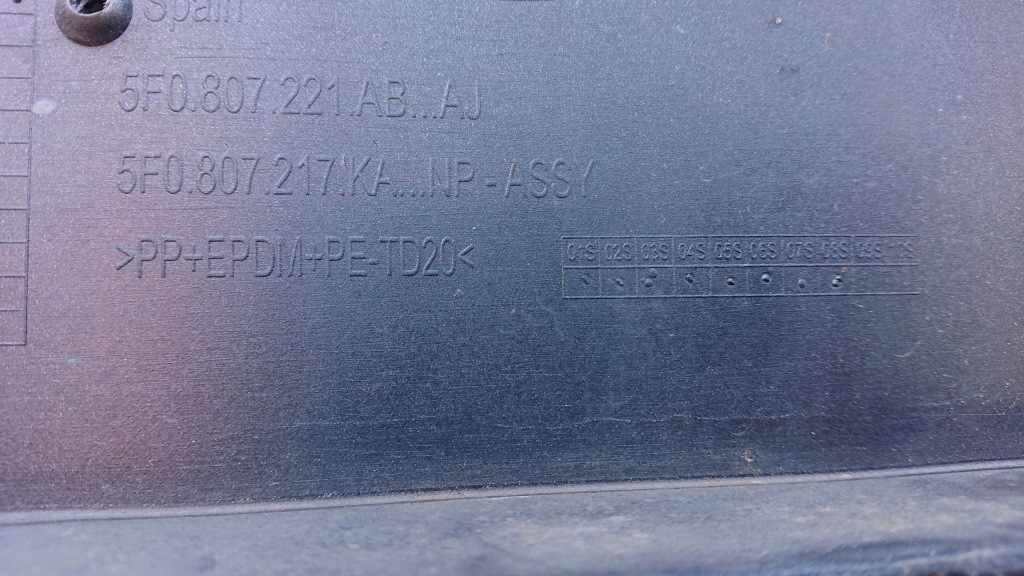 Spain
5F0.807.221.AB...AJ
5F0.807.217.KA....NP - ASSY
>PP+EPDM+PE-TD20<
01S 02S 03S 04S 05S 06S 07S 08S 09S 10S